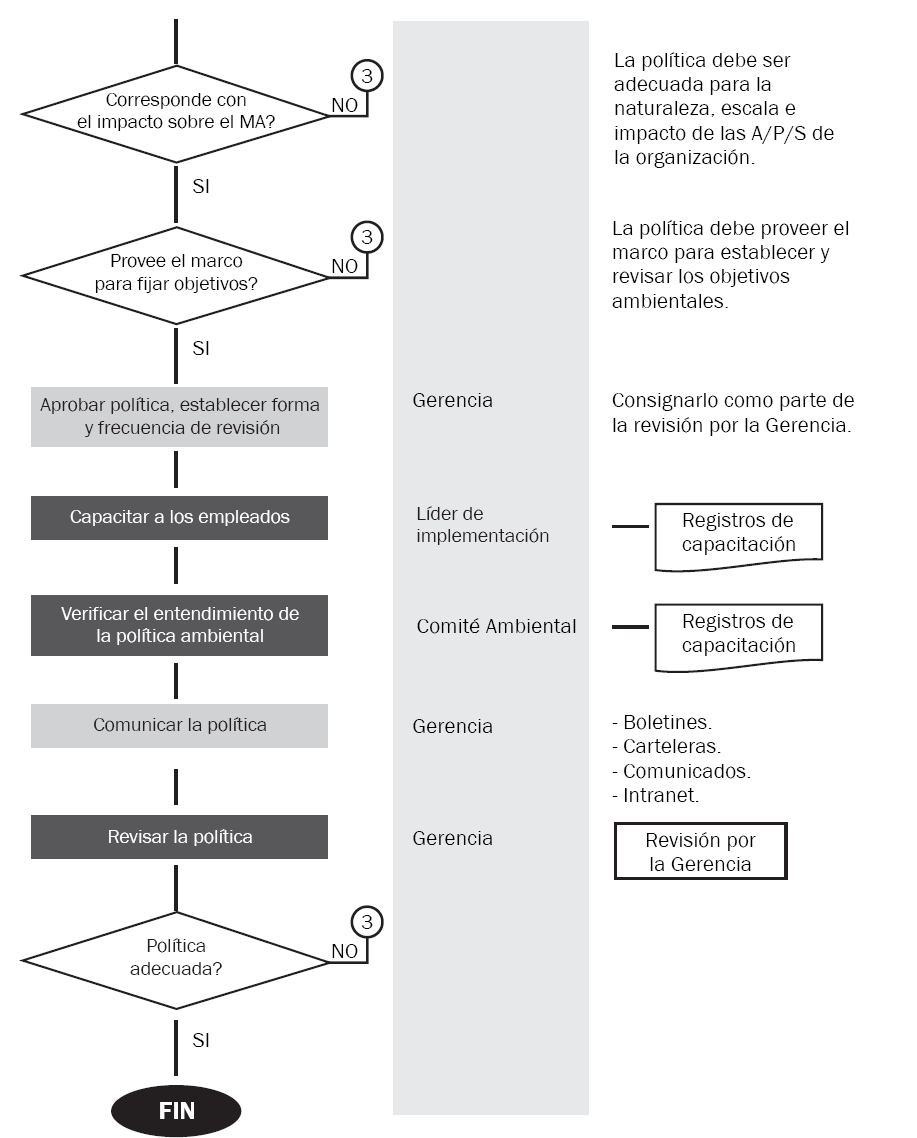 Corresponde con
el impacto sobre el MA?
NO
3
La política debe ser
adecuada para la
naturaleza, escala e
impacto de las A/P/S de
la organización.
SI
Provee el marco
para fijar objetivos?
NO
3
La política debe proveer el
marco para establecer y
revisar los objetivos
ambientales.
SI
Aprobar política, establecer forma
y frecuencia de revisión
Gerencia
Consignarlo como parte de
la revisión por la Gerencia.
Capacitar a los empleados
Líder de
implementación
Registros de
capacitación
Verificar el entendimiento de
la política ambiental
Comité Ambiental
Registros de
capacitación
Comunicar la política
Gerencia
- Boletines.
- Carteleras.
- Comunicados.
- Intranet.
Revisar la política
Gerencia
Revisión por
la Gerencia
Política
adecuada?
NO
3
SI
FIN